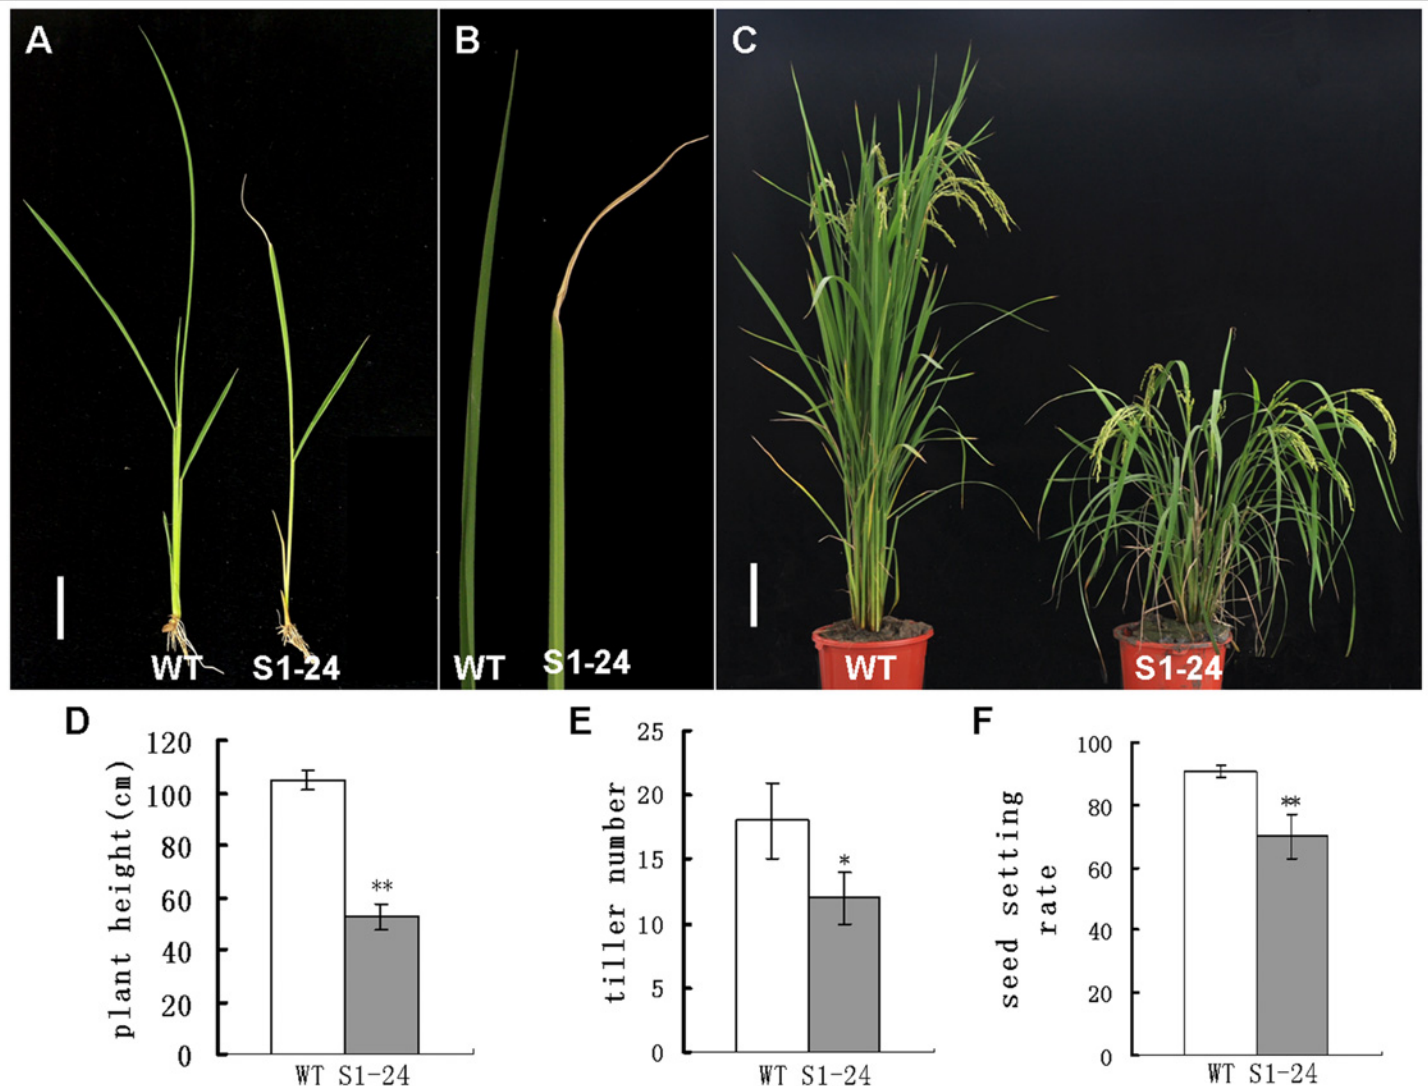 A
B
C
WT
S1-24
WT
S1-24
WT
S1-24
D
120
100
80
60
40
20
0
plant height(cm)
**
WT S1-24
E
25
20
15
10
5
0
tiller number
*
WT S1-24
F
100
80
60
40
20
0
seed setting
rate
**
WT S1-24